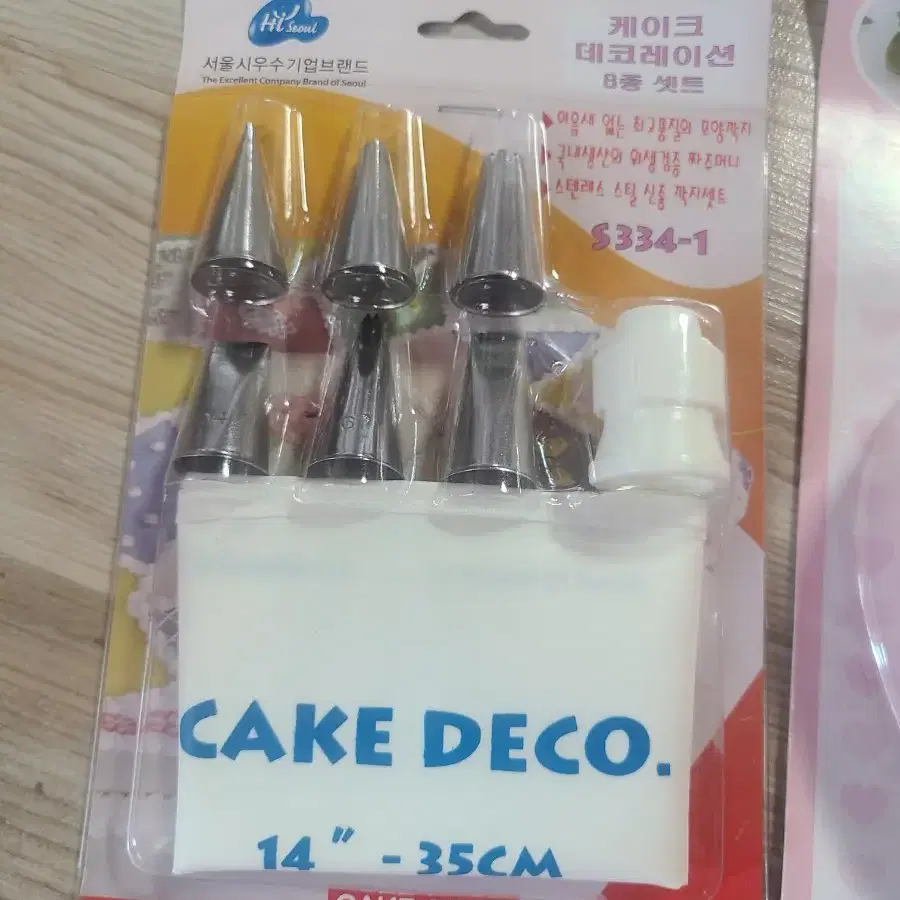 Hi Seoul
서울시우수기업브랜드
The Excellent Company Brand of Seoul
케이크
데코레이션
8종 셋트
이음새 없는 최고품질의 모양깍지
국내생산의 위생검증 짜주머니
스텐레스 스틸 신품 깍지셋트
S334-1
CAKE DECO.
14" - 35CM
CAKE